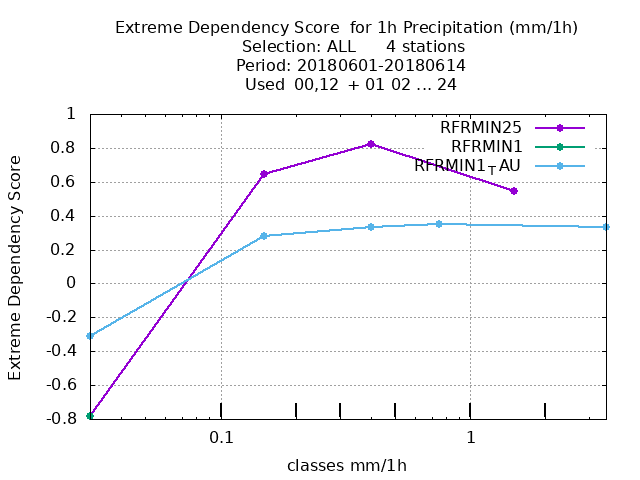 Extreme Dependency Score  for 1h Precipitation (mm/1h)
Selection: ALL      4 stations
Period: 20180601-20180614
Used  00,12  + 01 02 ... 24
1
0.8
0.6
0.4
0.2
0
-0.2
-0.4
-0.6
-0.8
Extreme Dependency Score
RFRMIN25
RFRMIN1
RFRMIN1TAU
0.1
1
classes mm/1h